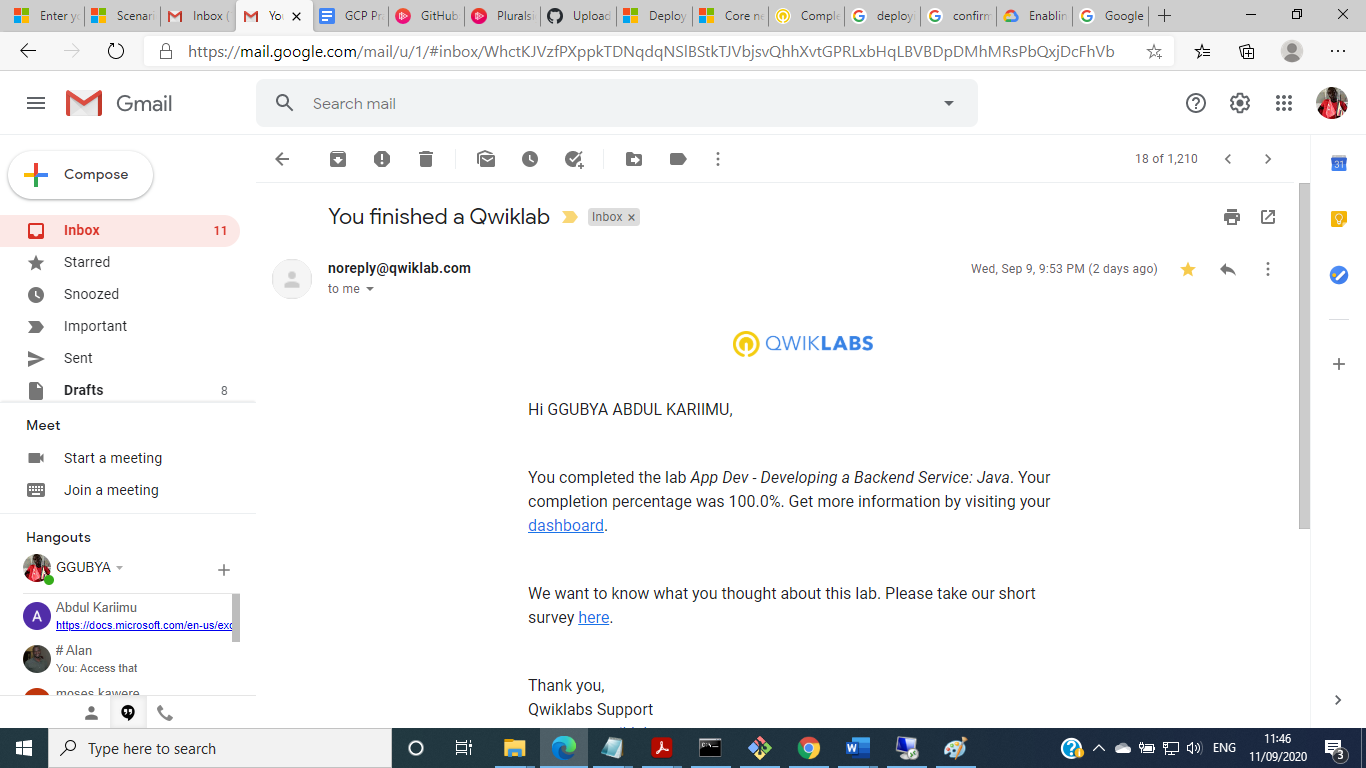 Enter yo
Scenari
Inbox (
Yo
GCP Pr
GitHub
Pluralsi
Upload
Deploy
Core ne
Comple
deploy
confirm
Enablin
Google
https://mail.google.com/mail/u/1/#inbox/WhctKJVzfPXppkTDNqdqNSlBStkTJVbjsvQhhXvtGPRLxbHqLBVBDpDMhMRsPbQxjDcFhVb
Gmail
Search mail
Compose
18 of 1,210
31
You finished a Qwiklab
Inbox ×
Inbox 11
Starred
Snoozed
Important
Sent
Drafts 8
noreply@qwiklab.com
Wed, Sep 9, 9:53 PM (2 days ago)
to me
QWIKLABS
Hi GGUBYA ABDUL KARIIMU,
You completed the lab App Dev - Developing a Backend Service: Java. Your
completion percentage was 100.0%. Get more information by visiting your
dashboard.
We want to know what you thought about this lab. Please take our short
survey here.
Thank you,
Qwiklabs Support
Meet
Start a meeting
Join a meeting
Hangouts
GGUBYA
A
Abdul Kariimu
https://docs.microsoft.com/en-us/exc
# Alan
You: Access that
moses kawere
Type here to search
ENG
11:46
11/09/2020
3